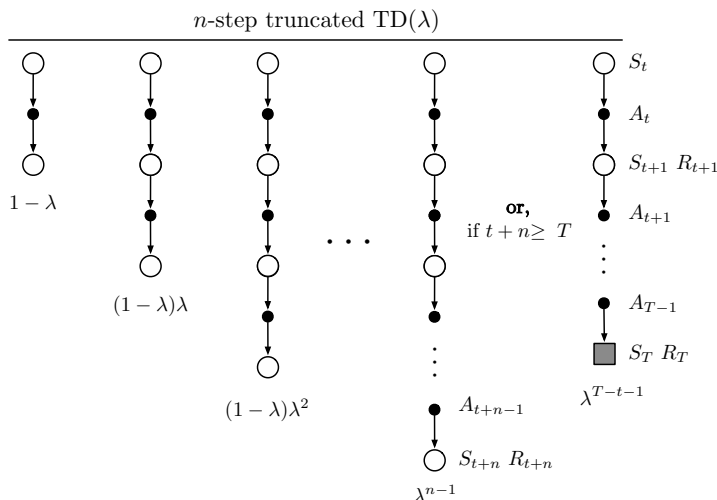 n-step truncated TD(λ)
S_t
A_t
S_{t+1} R_{t+1}
1 − λ
or,
if t + n ≥ T
A_{t+1}
(1 − λ)λ
A_{T−1}
S_T R_T
(1 − λ)λ^2
λ^{T−t−1}
A_{t+n−1}
S_{t+n} R_{t+n}
λ^{n−1}